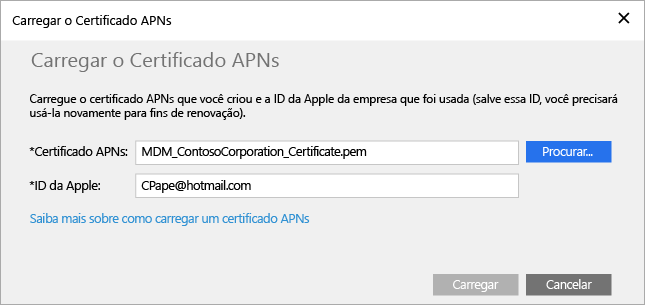 Carregar o Certificado APNs
Carregar o Certificado APNs
Carregue o certificado APNs que você criou e a ID da Apple da empresa que foi usada (salve essa ID, você precisará
usá-la novamente para fins de renovação).
*Certificado APNs: MDM_ContosoCorporation_Certificate.pem Procurar...
*ID da Apple: CPape@hotmail.com
Saiba mais sobre como carregar um certificado APNs
Carregar Cancelar